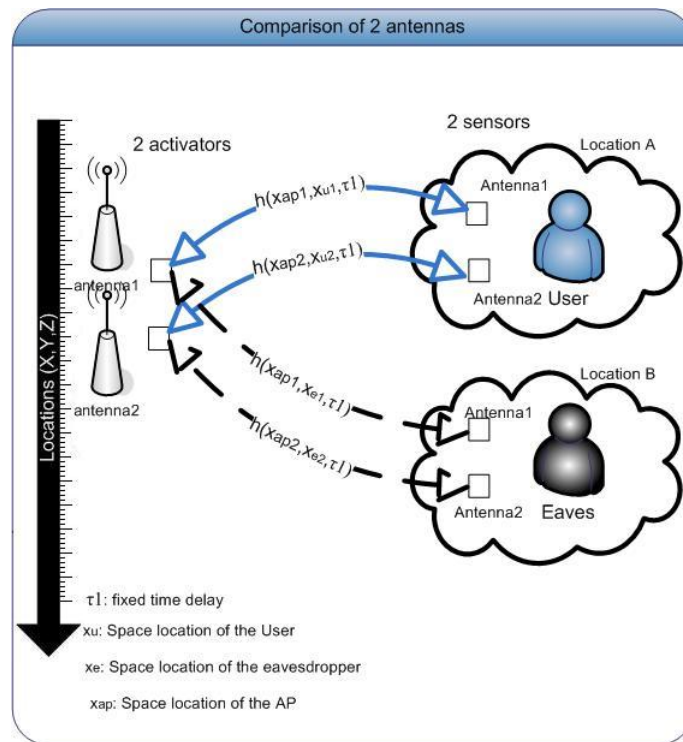 Comparison of 2 antennas
2 activators
2 sensors
Location A
Antenna1
h(xap1,xu1,τ1)
antenna1
h(xap2,xu2,τ1)
Antenna2
User
antenna2
Location B
h(xap1,xe1,τ1)
Antenna1
h(xap2,xe2,τ1)
Antenna2
Eaves
Locations (X,Y,Z)
τ1: fixed time delay
xu: Space location of the User
xe: Space location of the eavesdropper
xap: Space location of the AP